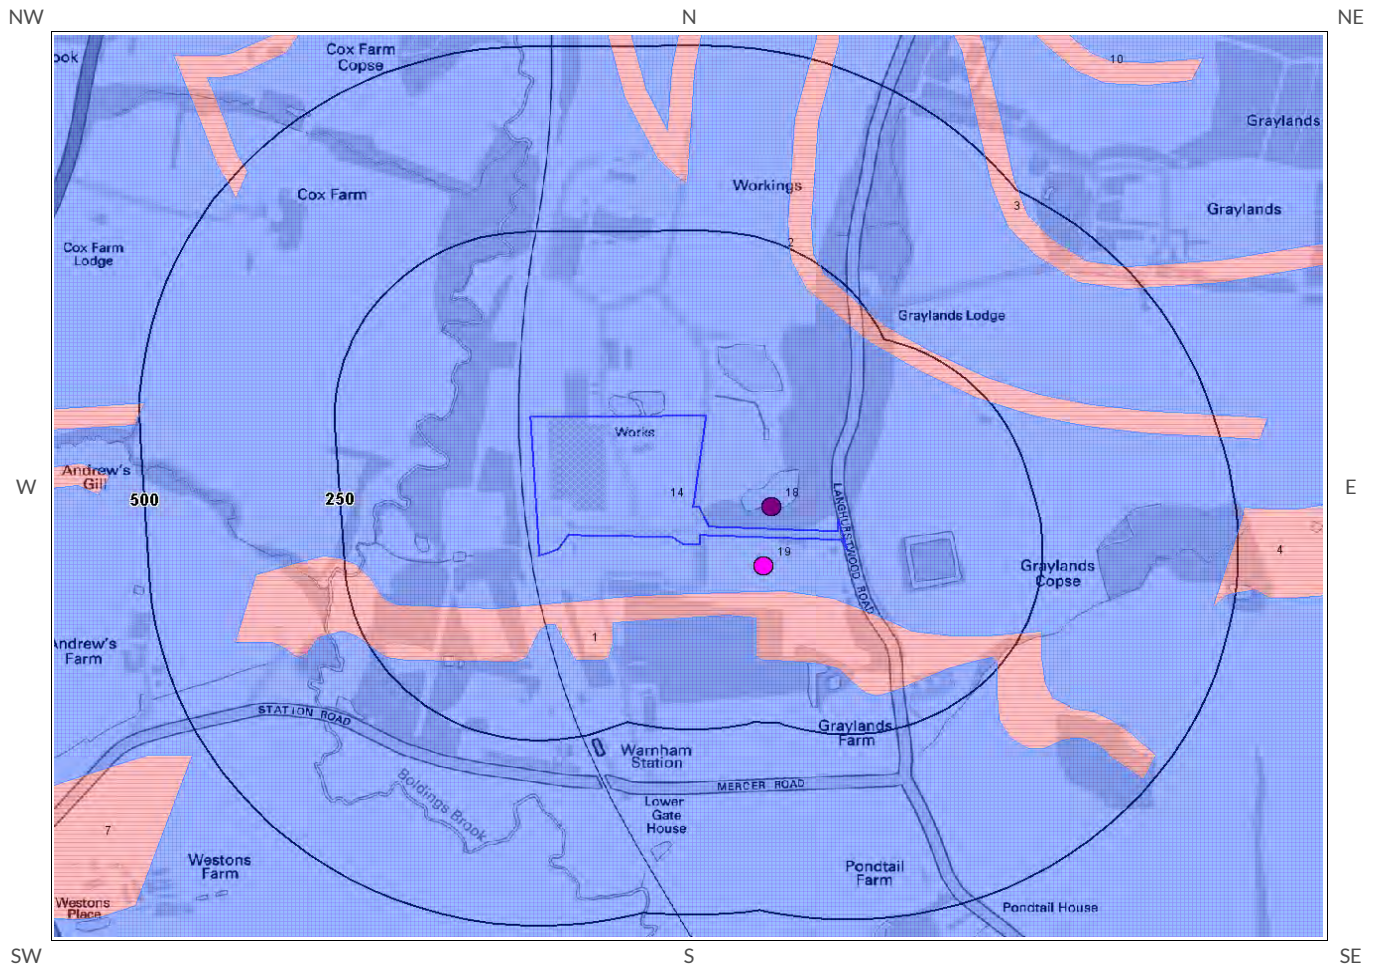 NW
N
NE
ook
Cox Farm
Copse
10
Graylands
Workings
Cox Farm
3
Graylands
2
Cox Farm
Lodge
Graylands Lodge
Works
Andrew's
Gill
W
500
250
14
18
E
LANGHURSTWOOD ROAD
19
4
Graylands
Copse
1
Andrew's
Farm
STATION ROAD
Graylands
Farm
Warnham
Station
MERCER ROAD
Boldings Brook
Lower
Gate
House
7
Westons
Farm
Pondtail
Farm
Westons
Place
Pondtail House
SW
S
SE